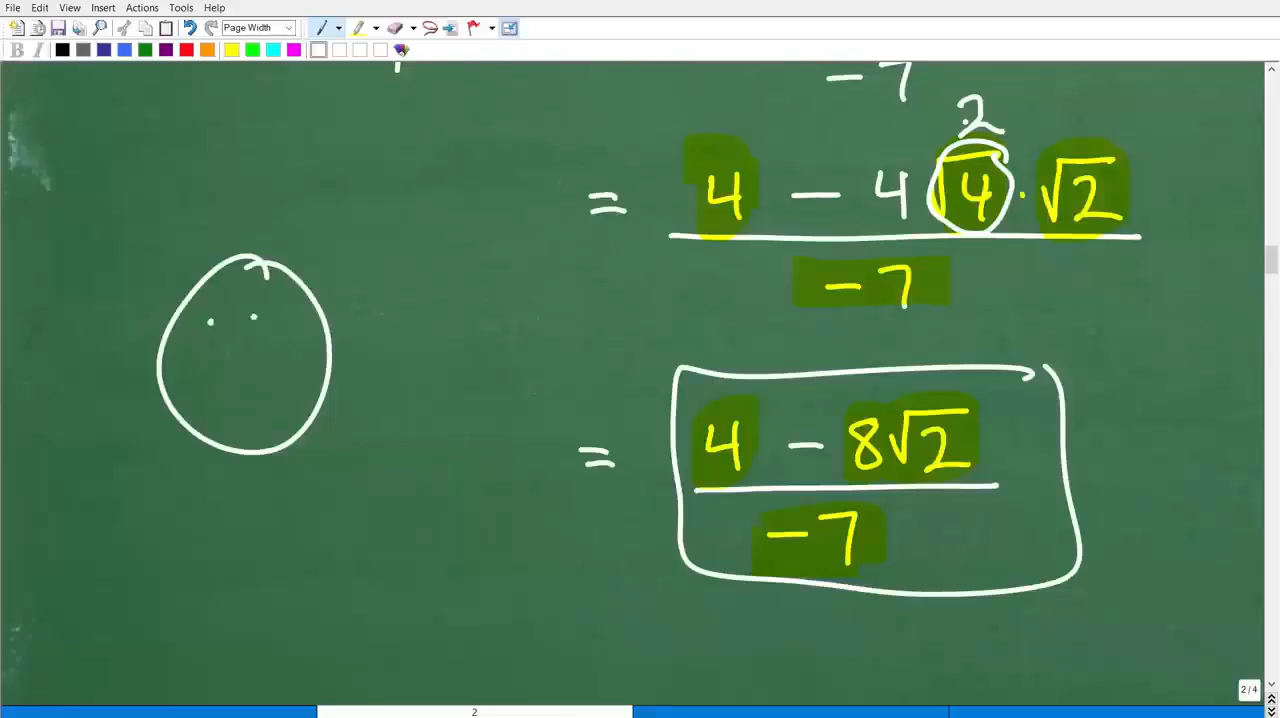 File Edit View Insert Actions Tools Help
Page Width
B I
- 7
2
= 4 - 4 √4 · √2
- 7
= 4 - 8√2
- 7
2/4
2